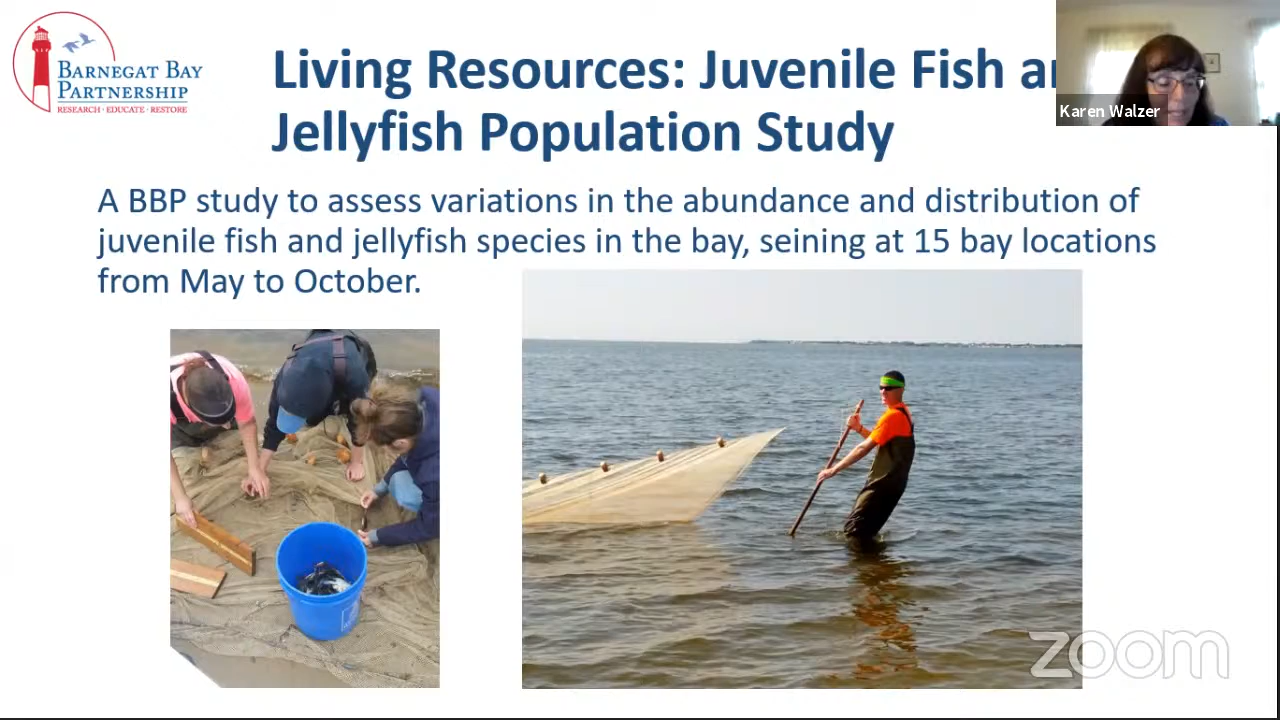 BARNEGAT BAY
PARTNERSHIP
RESEARCH · EDUCATE · RESTORE
Living Resources: Juvenile Fish
Jellyfish Population Study
Karen Walzer
A BBP study to assess variations in the abundance and distribution of
juvenile fish and jellyfish species in the bay, seining at 15 bay locations
from May to October.
zoom